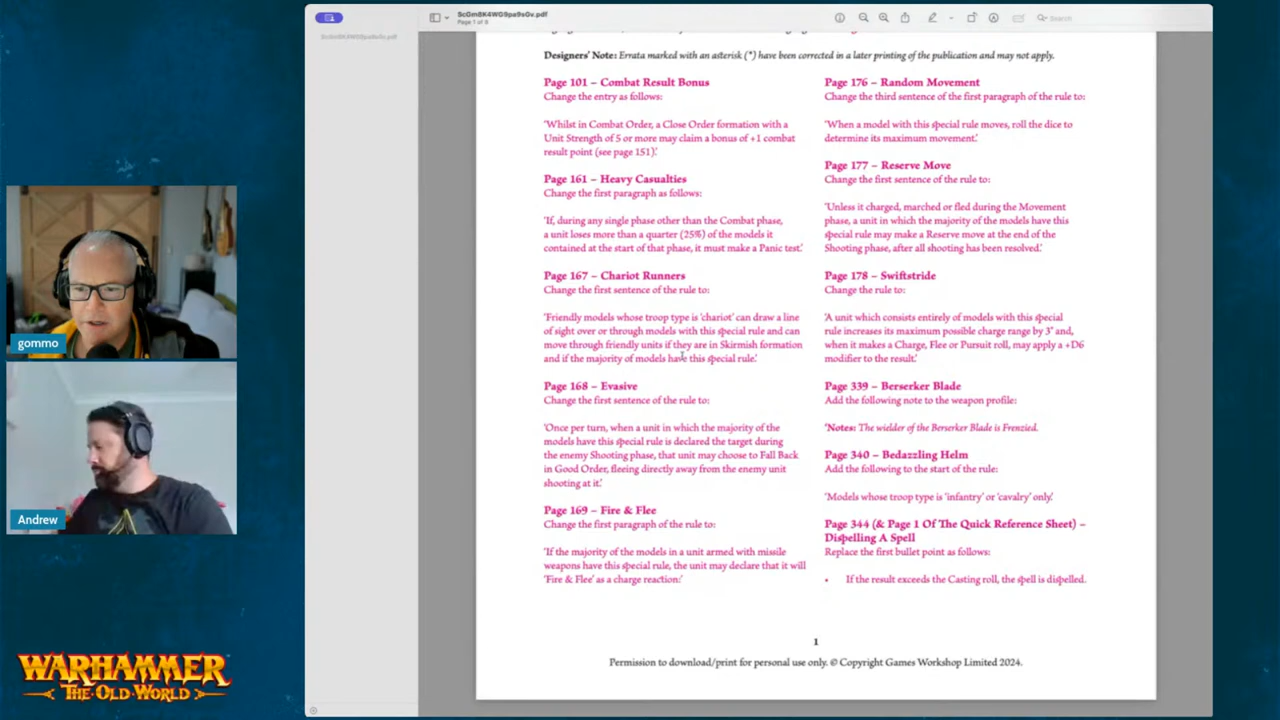 ScGm8K4WG9pa9s0v.pdf
Page 1 of 8
Search
Designers' Note: Errata marked with an asterisk (*) have been corrected in a later printing of the publication and may not apply.
Page 101 – Combat Result Bonus
Change the entry as follows:
'Whilst in Combat Order, a Close Order formation with a
Unit Strength of 5 or more may claim a bonus of +1 combat
result point (see page 151)'.
Page 161 – Heavy Casualties
Change the first paragraph as follows:
'If, during any single phase other than the Combat phase,
a unit loses more than a quarter (25%) of the models it
contained at the start of that phase, it must make a Panic test.'
Page 167 – Chariot Runners
Change the first sentence of the rule to:
'Friendly models whose troop type is 'chariot' can draw a line
of sight over or through models with this special rule and can
move through friendly units if they are in Skirmish formation
and if the majority of models have this special rule.'
Page 168 – Evasive
Change the first sentence of the rule to:
'Once per turn, when a unit in which the majority of the
models have this special rule is declared the target during
the enemy Shooting phase, that unit may choose to Fall Back
in Good Order, fleeing directly away from the enemy unit
shooting at it.'
Page 169 – Fire & Flee
Change the first paragraph of the rule to:
'If the majority of the models in a unit armed with missile
weapons have this special rule, the unit may declare that it will
'Fire & Flee' as a charge reaction:'
Page 176 – Random Movement
Change the third sentence of the first paragraph of the rule to:
'When a model with this special rule moves, roll the dice to
determine its maximum movement.'
Page 177 – Reserve Move
Change the first sentence of the rule to:
'Unless it charged, marched or fled during the Movement
phase, a unit in which the majority of the models have this
special rule may make a Reserve move at the end of the
Shooting phase, after all shooting has been resolved.'
Page 178 – Swiftstride
Change the rule to:
'A unit which consists entirely of models with this special
rule increases its maximum possible charge range by 3" and,
when it makes a Charge, Flee or Pursuit roll, may apply a +D6
modifier to the result.'
Page 339 – Berserker Blade
Add the following note to the weapon profile:
'Notes: The wielder of the Berserker Blade is Frenzied.
Page 340 – Bedazzling Helm
Add the following to the start of the rule:
'Models whose troop type is 'infantry' or 'cavalry' only.'
Page 344 (& Page 1 Of The Quick Reference Sheet) –
Dispelling A Spell
Replace the first bullet point as follows:
• If the result exceeds the Casting roll, the spell is dispelled.
1
Permission to download/print for personal use only. © Copyright Games Workshop Limited 2024.
gommo
Andrew
WARHAMMER
THE·OLD·WORLD